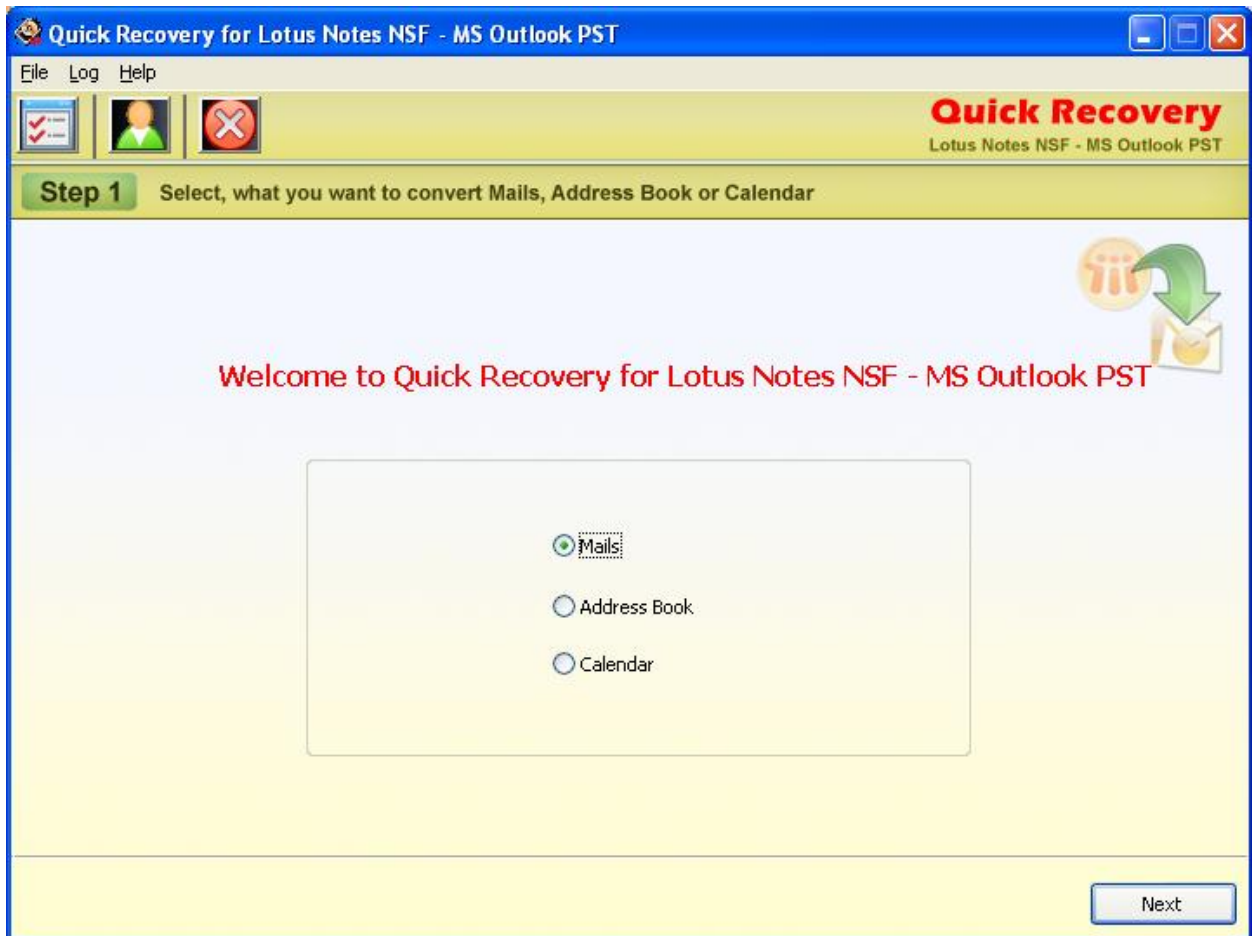 Quick Recovery for Lotus Notes NSF - MS Outlook PST
File Log Help
Quick Recovery
Lotus Notes NSF - MS Outlook PST
Step 1 Select, what you want to convert Mails, Address Book or Calendar
Welcome to Quick Recovery for Lotus Notes NSF - MS Outlook PST
Mails
Address Book
Calendar
Next